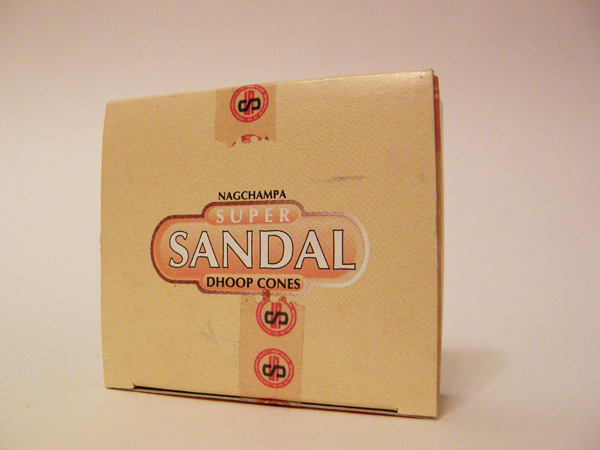 NAGCHAMPA
SUPER
SANDAL
DHOOP CONES